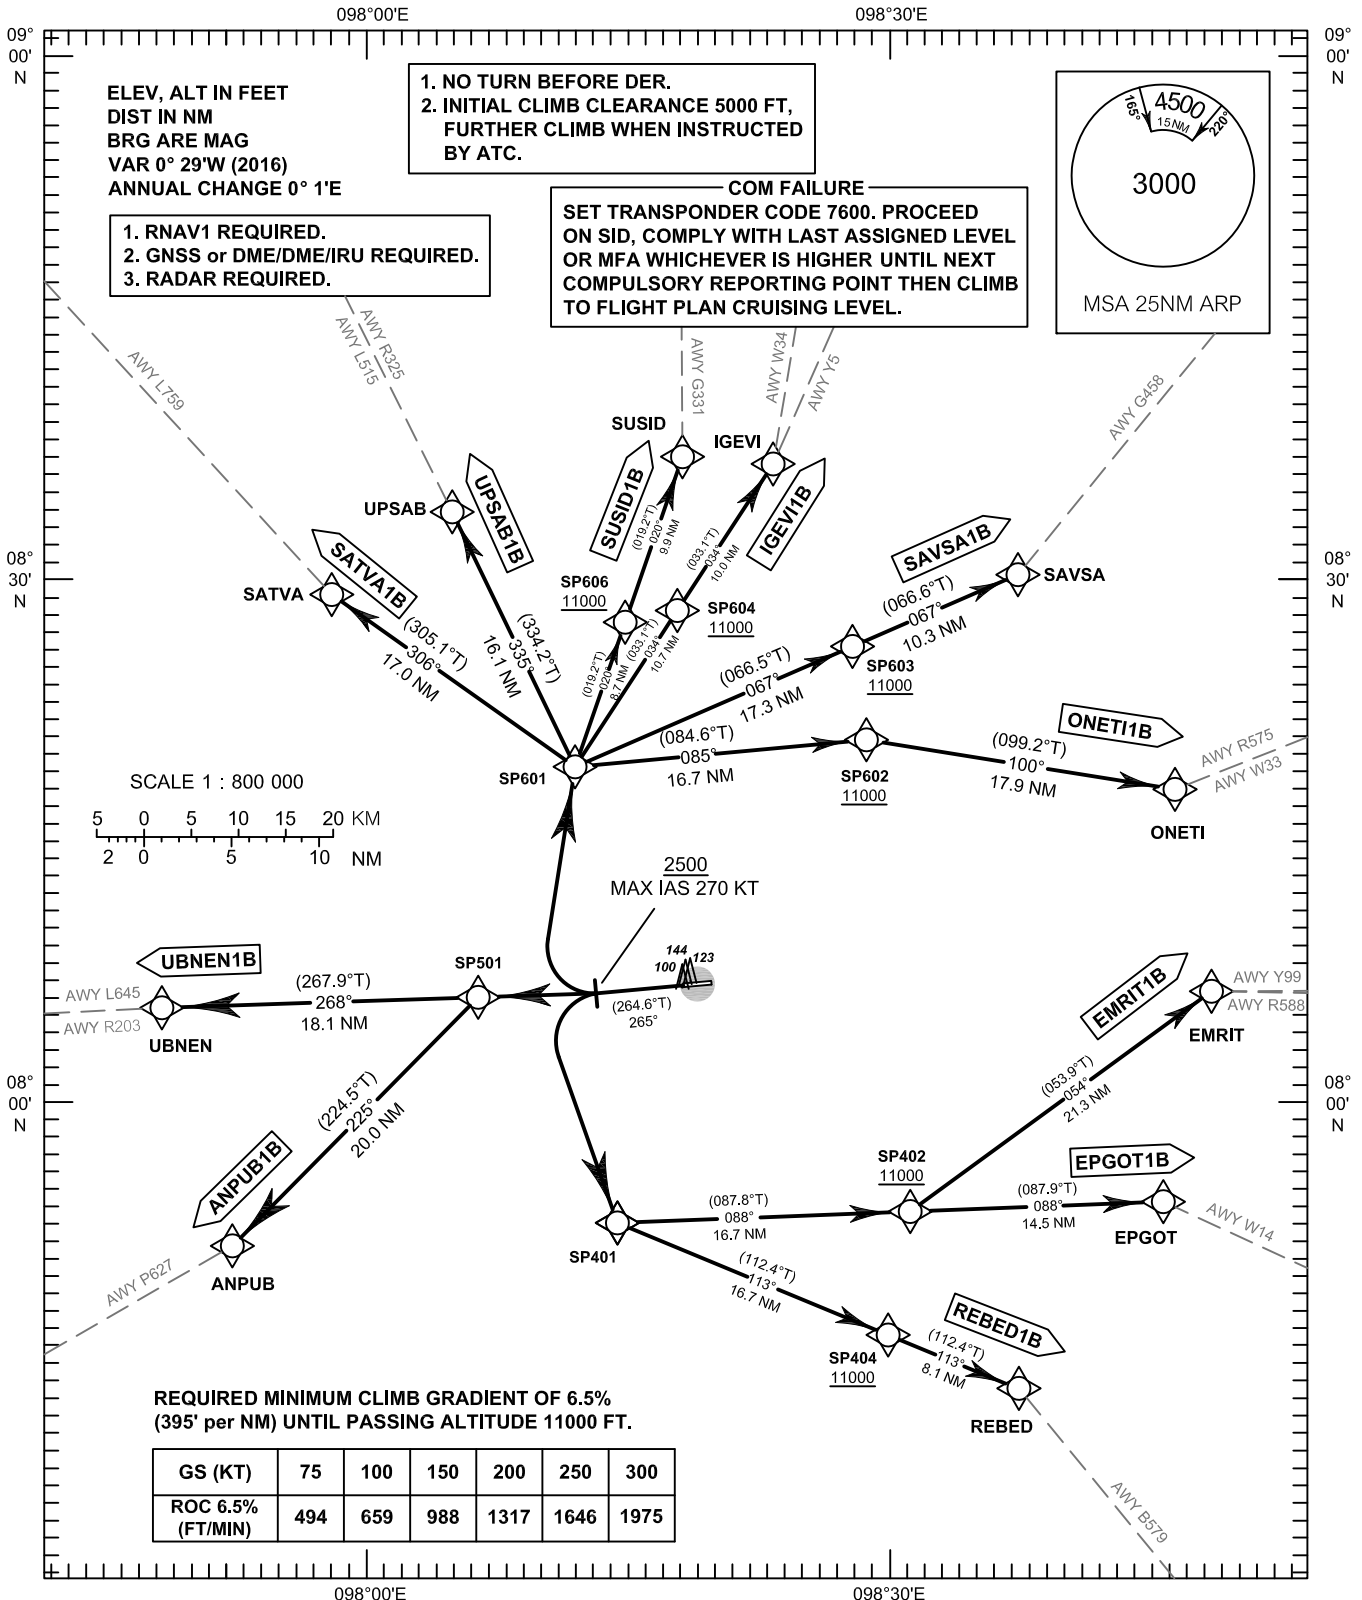 098°00'E
098°30'E
09°
00'
N
09°
00'
N
ELEV, ALT IN FEET
DIST IN NM
BRG ARE MAG
VAR 0° 29'W (2016)
ANNUAL CHANGE 0° 1'E
1. NO TURN BEFORE DER.
2. INITIAL CLIMB CLEARANCE 5000 FT,
FURTHER CLIMB WHEN INSTRUCTED
BY ATC.
165°
4500
15NM
220°
3000
MSA 25NM ARP
COM FAILURE
SET TRANSPONDER CODE 7600. PROCEED
ON SID, COMPLY WITH LAST ASSIGNED LEVEL
OR MFA WHICHEVER IS HIGHER UNTIL NEXT
COMPULSORY REPORTING POINT THEN CLIMB
TO FLIGHT PLAN CRUISING LEVEL.
1. RNAV1 REQUIRED.
2. GNSS or DME/DME/IRU REQUIRED.
3. RADAR REQUIRED.
AWY L759
AWY R325
AWY L515
AWY G331
AWY W34
AWY Y5
AWY G458
SUSID
IGEVI
UPSAB
SATVA
SAVSA
SATVA1B
UPSAB1B
SUSID1B
IGEVI1B
SAVSA1B
08°
30'
N
08°
30'
N
(019.2°T)
020°
9.9 NM
(033.1°T)
034°
10.0 NM
SP606
11000
SP604
11000
(066.6°T)
067°
10.3 NM
(305.1°T)
306°
17.0 NM
(334.2°T)
335°
16.1 NM
(019.2°T)
020°
8.7 NM
(033.1°T)
034°
10.7 NM
(066.5°T)
067°
17.3 NM
SP603
11000
ONETI1B
(084.6°T)
085°
16.7 NM
(099.2°T)
100°
17.9 NM
AWY R575
AWY W33
SP601
SP602
11000
ONETI
SCALE 1 : 800 000
5 0 5 10 15 20 KM
2 0 5 10 NM
2500
MAX IAS 270 KT
144
123
100
(264.6°T)
265°
UBNEN1B
SP501
(267.9°T)
268°
18.1 NM
AWY L645
AWY R203
UBNEN
EMRIT1B
AWY Y99
AWY R588
EMRIT
(053.9°T)
054°
21.3 NM
08°
00'
N
08°
00'
N
(224.5°T)
225°
20.0 NM
ANPUB1B
ANPUB
AWY P627
SP402
11000
EPGOT1B
(087.8°T)
088°
16.7 NM
(087.9°T)
088°
14.5 NM
SP401
EPGOT
AWY W14
(112.4°T)
113°
16.7 NM
REBED1B
SP404
11000
(112.4°T)
113°
8.1 NM
REBED
AWY B579
REQUIRED MINIMUM CLIMB GRADIENT OF 6.5%
(395' per NM) UNTIL PASSING ALTITUDE 11000 FT.
GS (KT) 75 100 150 200 250 300
ROC 6.5%
(FT/MIN) 494 659 988 1317 1646 1975
098°00'E
098°30'E